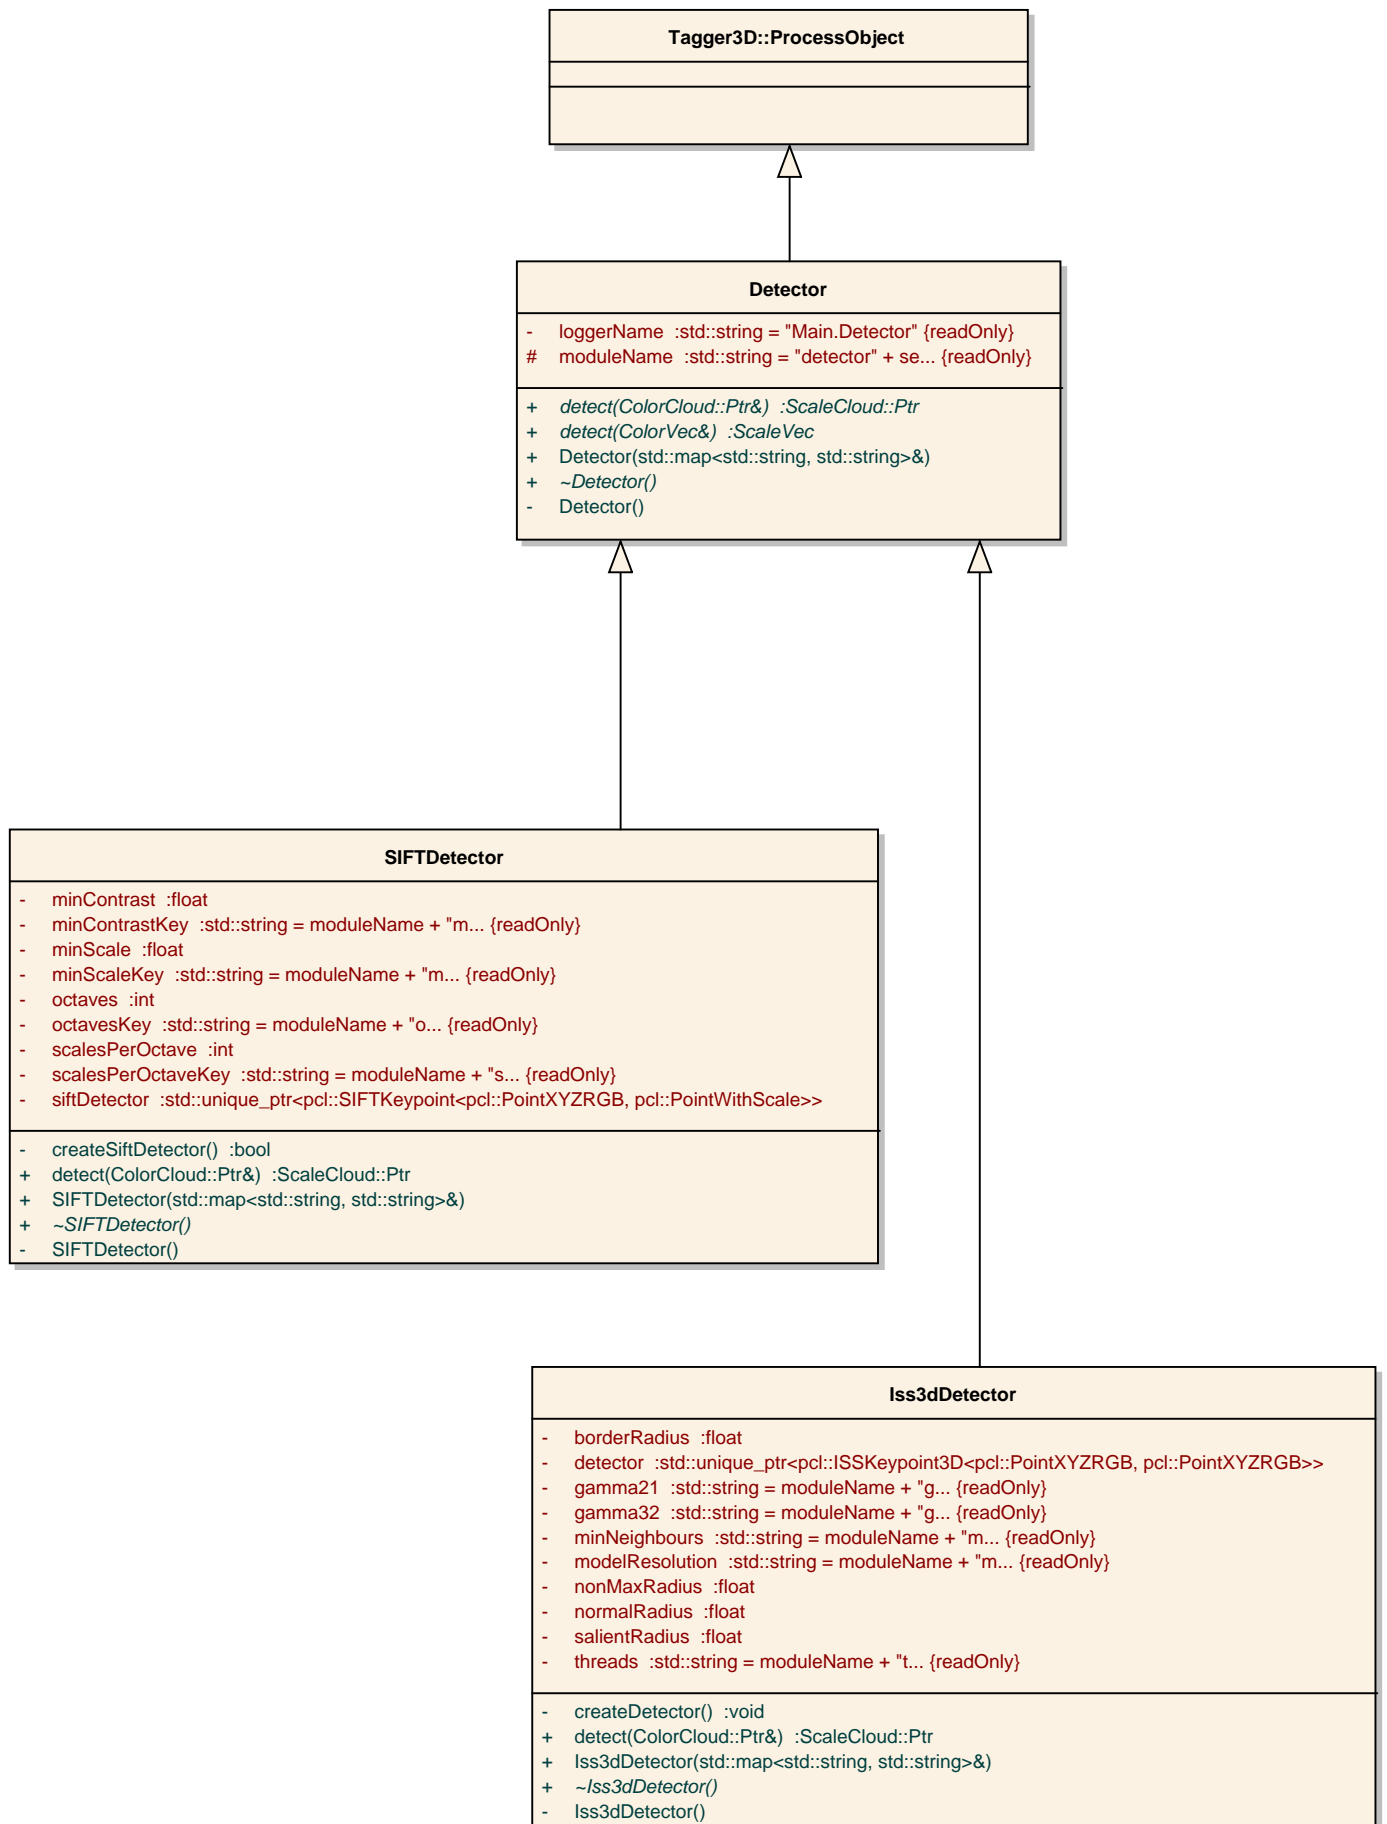 Tagger3D::ProcessObject
Detector
- loggerName :std::string = "Main.Detector" {readOnly}
# moduleName :std::string = "detector" + se... {readOnly}
+ detect(ColorCloud::Ptr&) :ScaleCloud::Ptr
+ detect(ColorVec&) :ScaleVec
+ Detector(std::map<std::string, std::string>&)
+ ~Detector()
- Detector()
SIFTDetector
- minContrast :float
- minContrastKey :std::string = moduleName + "m... {readOnly}
- minScale :float
- minScaleKey :std::string = moduleName + "m... {readOnly}
- octaves :int
- octavesKey :std::string = moduleName + "o... {readOnly}
- scalesPerOctave :int
- scalesPerOctaveKey :std::string = moduleName + "s... {readOnly}
- siftDetector :std::unique_ptr<pcl::SIFTKeypoint<pcl::PointXYZRGB, pcl::PointWithScale>>
- createSiftDetector() :bool
+ detect(ColorCloud::Ptr&) :ScaleCloud::Ptr
+ SIFTDetector(std::map<std::string, std::string>&)
+ ~SIFTDetector()
- SIFTDetector()
Iss3dDetector
- borderRadius :float
- detector :std::unique_ptr<pcl::ISSKeypoint3D<pcl::PointXYZRGB, pcl::PointXYZRGB>>
- gamma21 :std::string = moduleName + "g... {readOnly}
- gamma32 :std::string = moduleName + "g... {readOnly}
- minNeighbours :std::string = moduleName + "m... {readOnly}
- modelResolution :std::string = moduleName + "m... {readOnly}
- nonMaxRadius :float
- normalRadius :float
- salientRadius :float
- threads :std::string = moduleName + "t... {readOnly}
- createDetector() :void
+ detect(ColorCloud::Ptr&) :ScaleCloud::Ptr
+ Iss3dDetector(std::map<std::string, std::string>&)
+ ~Iss3dDetector()
- Iss3dDetector()